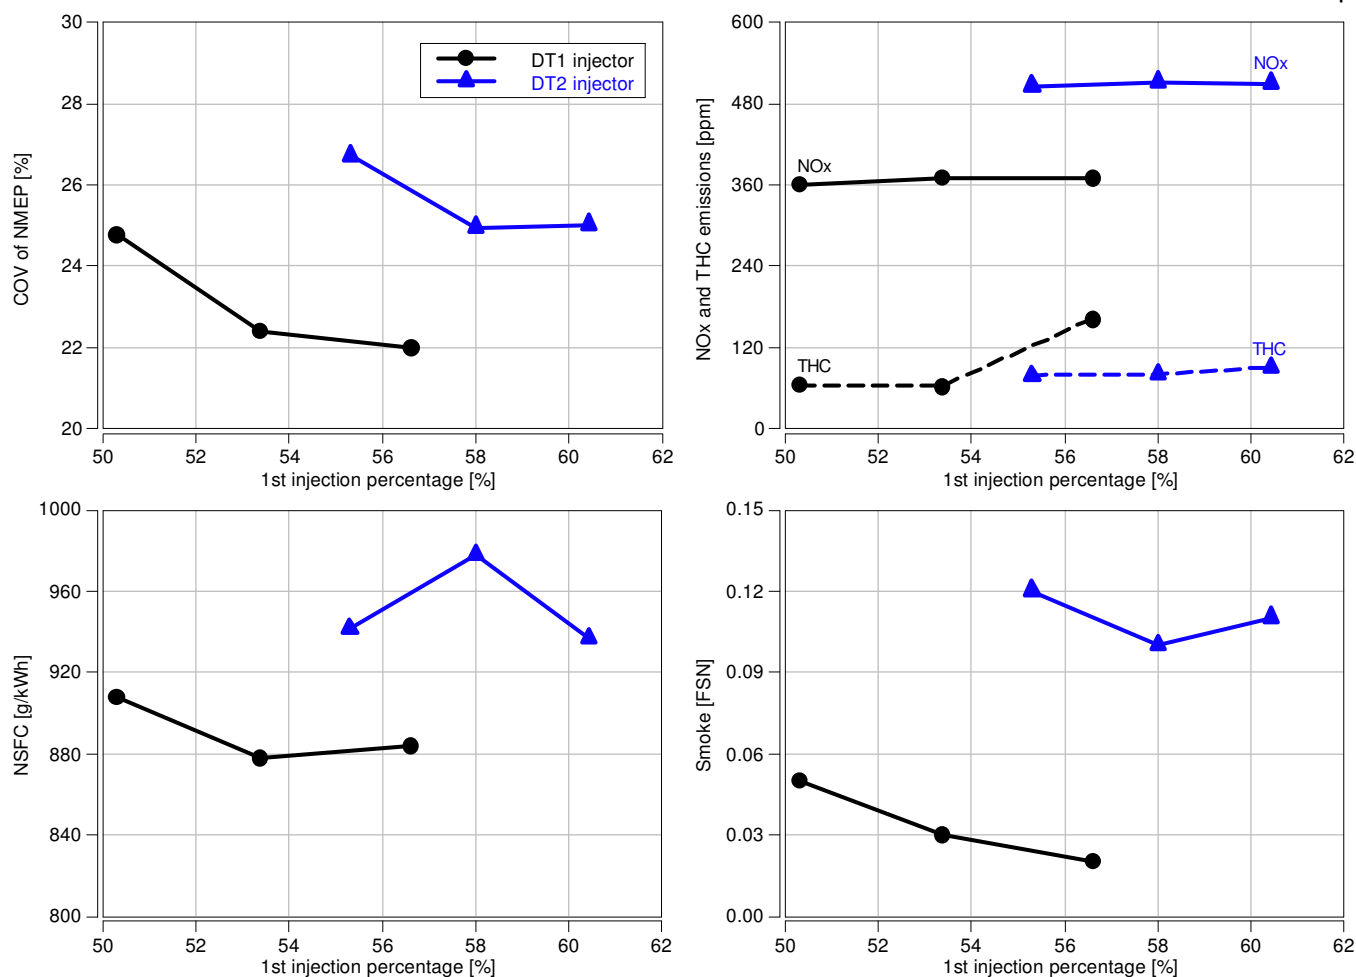 30
28
26
24
22
20
COV of NMEP [%]
DT1 injector
DT2 injector
50 52 54 56 58 60 62
1st injection percentage [%]
600
480
360
240
120
0
NOx and THC emissions [ppm]
NOx
NOx
THC
THC
50 52 54 56 58 60 62
1st injection percentage [%]
1000
960
920
880
840
800
NSFC [g/kWh]
50 52 54 56 58 60 62
1st injection percentage [%]
0.15
0.12
0.09
0.06
0.03
0.00
Smoke [FSN]
50 52 54 56 58 60 62
1st injection percentage [%]